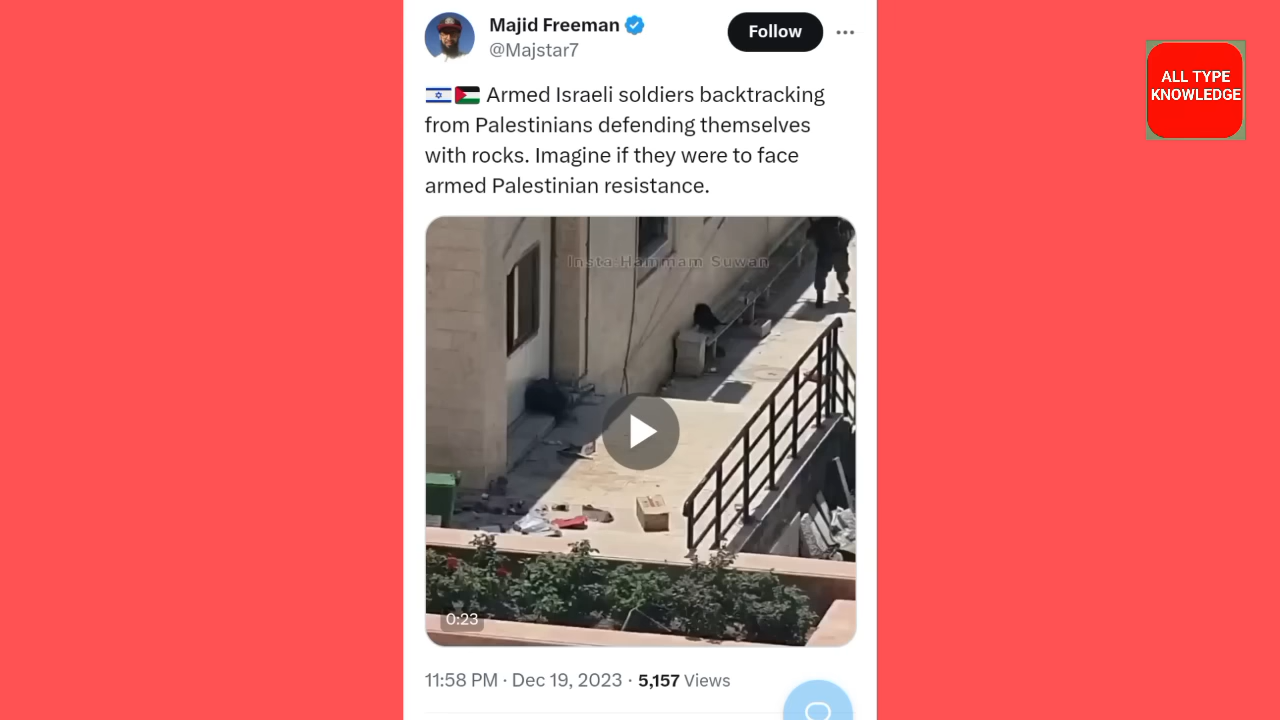 Majid Freeman
@Majstar7
Follow
ALL TYPE
KNOWLEDGE
🇮🇱🇵🇸 Armed Israeli soldiers backtracking
from Palestinians defending themselves
with rocks. Imagine if they were to face
armed Palestinian resistance.
Insta:Hammam Suwan
0:23
11:58 PM · Dec 19, 2023 · 5,157 Views